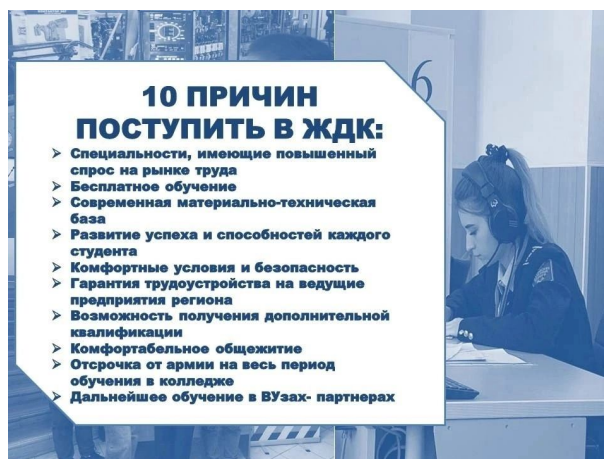 10 ПРИЧИН
ПОСТУПИТЬ В ЖДК:
➢ Специальности, имеющие повышенный
спрос на рынке труда
➢ Бесплатное обучение
➢ Современная материально-техническая
база
➢ Развитие успеха и способностей каждого
студента
➢ Комфортные условия и безопасность
➢ Гарантия трудоустройства на ведущие
предприятия региона
➢ Возможность получения дополнительной
квалификации
➢ Комфортабельное общежитие
➢ Отсрочка от армии на весь период
обучения в колледже
➢ Дальнейшее обучение в ВУзах- партнерах
6